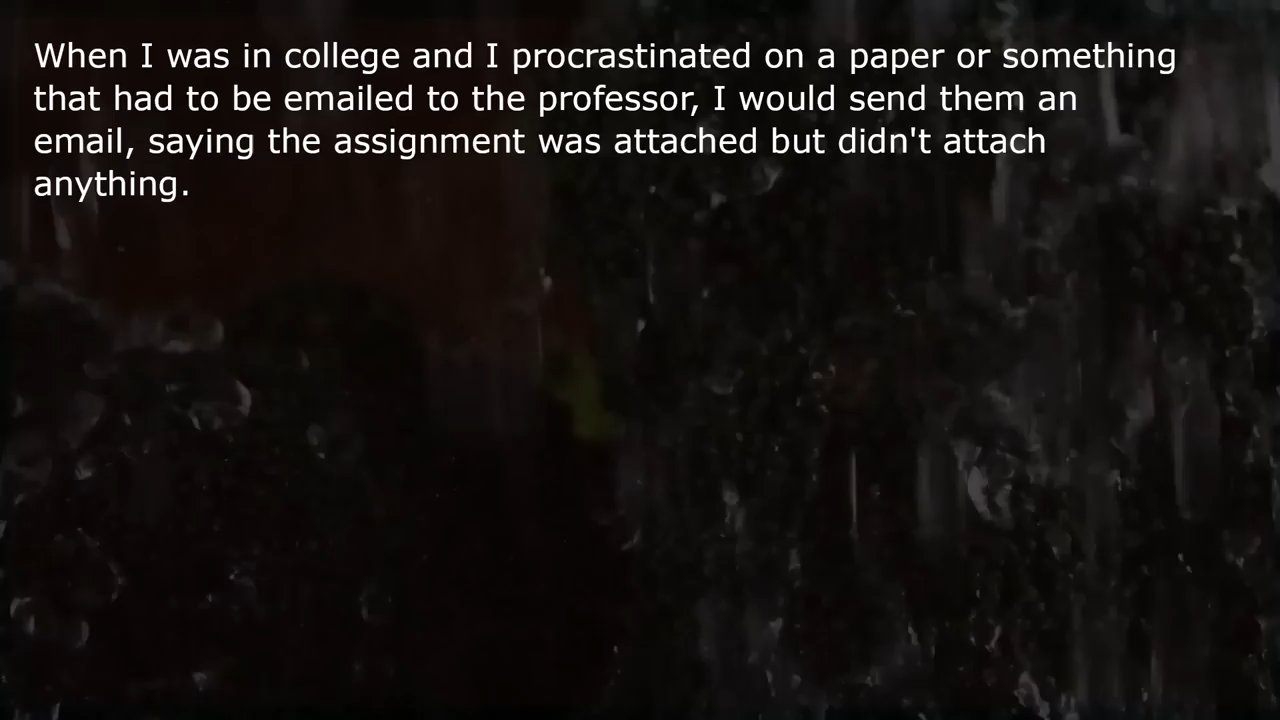 When I was in college and I procrastinated on a paper or something
that had to be emailed to the professor, I would send them an
email, saying the assignment was attached but didn't attach
anything.